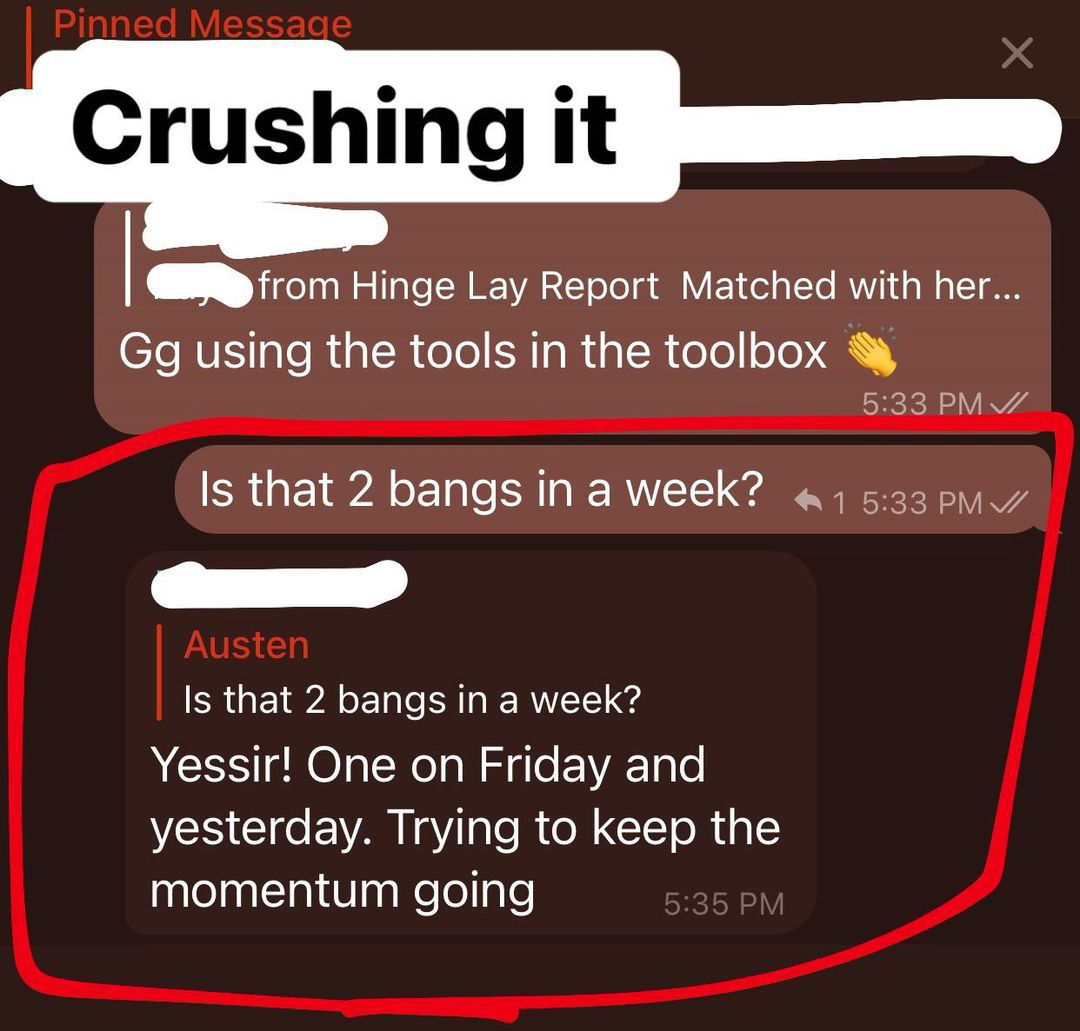 Pinned Message
Crushing it
from Hinge Lay Report Matched with her...
Gg using the tools in the toolbox 👏
5:33 PM
Is that 2 bangs in a week?
1 5:33 PM
Austen
Is that 2 bangs in a week?
Yessir! One on Friday and
yesterday. Trying to keep the
momentum going
5:35 PM